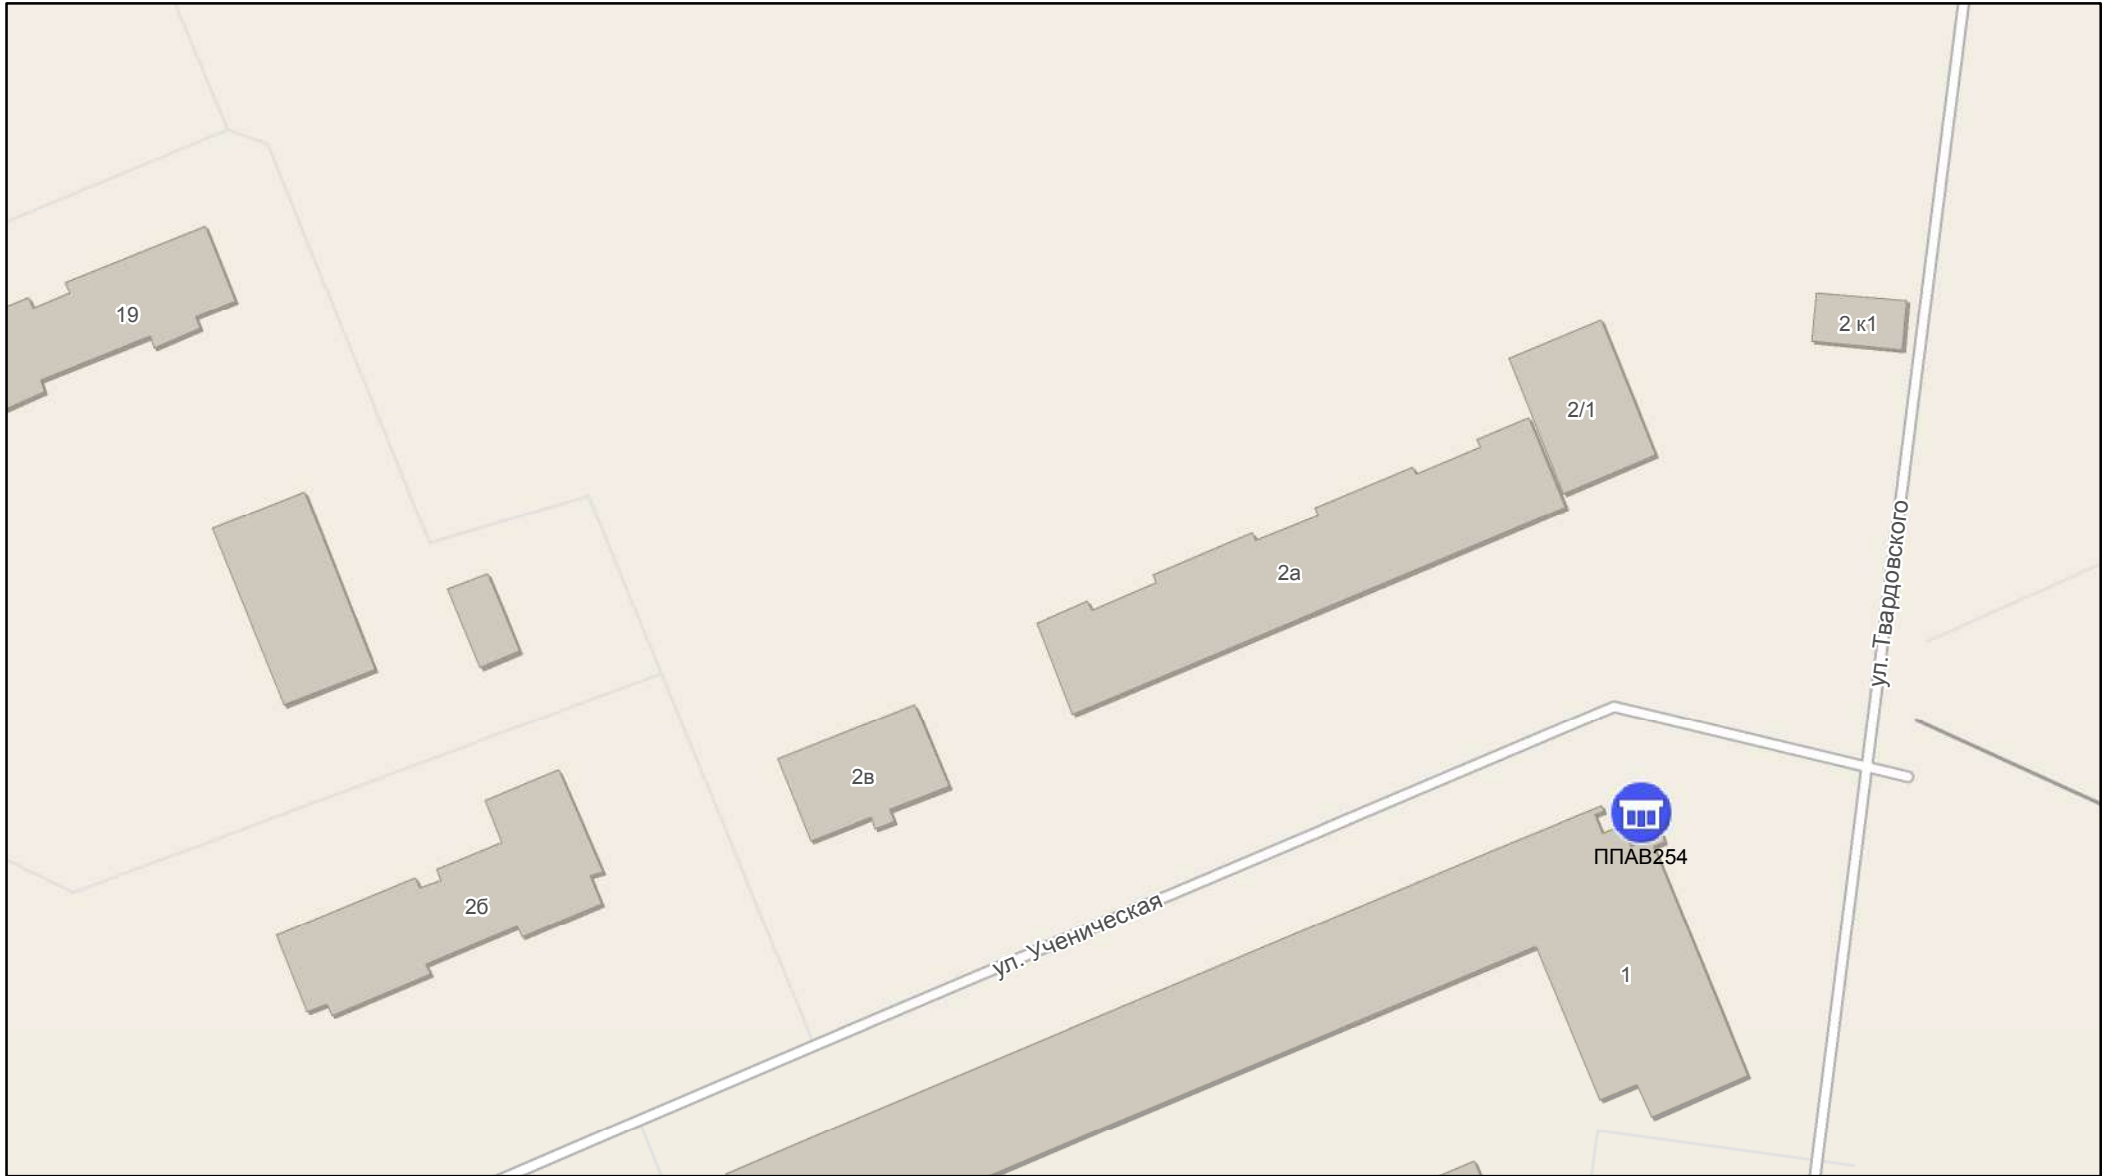 19
2 к1
2/1
2а
ул. Твардовского
2в
ППАВ254
2б
ул. Ученическая
1